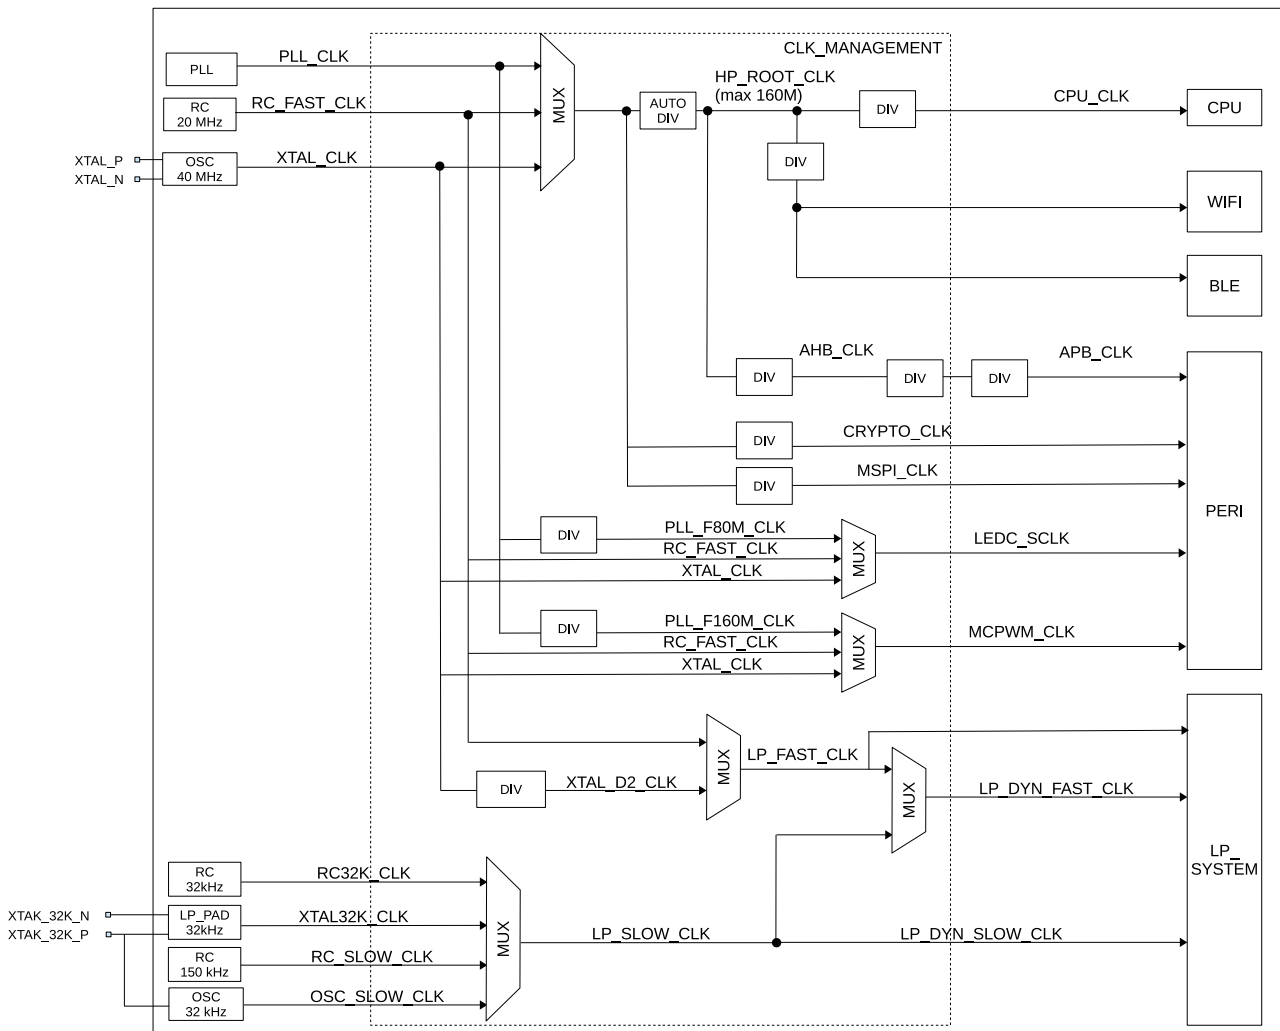 CLK_MANAGEMENT
PLL
PLL_CLK
RC
20 MHz
RC_FAST_CLK
XTAL_P
XTAL_N
OSC
40 MHz
XTAL_CLK
MUX
AUTO
DIV
HP_ROOT_CLK
(max 160M)
DIV
CPU_CLK
CPU
DIV
WIFI
BLE
DIV
AHB_CLK
DIV
DIV
APB_CLK
DIV
CRYPTO_CLK
DIV
MSPI_CLK
PERI
DIV
PLL_F80M_CLK
RC_FAST_CLK
XTAL_CLK
MUX
LEDC_SCLK
DIV
PLL_F160M_CLK
RC_FAST_CLK
XTAL_CLK
MUX
MCPWM_CLK
DIV
XTAL_D2_CLK
MUX
LP_FAST_CLK
MUX
LP_DYN_FAST_CLK
LP_
SYSTEM
RC
32kHz
RC32K_CLK
XTAK_32K_N
XTAK_32K_P
LP_PAD
32kHz
XTAL32K_CLK
RC
150 kHz
RC_SLOW_CLK
OSC
32 kHz
OSC_SLOW_CLK
MUX
LP_SLOW_CLK
LP_DYN_SLOW_CLK